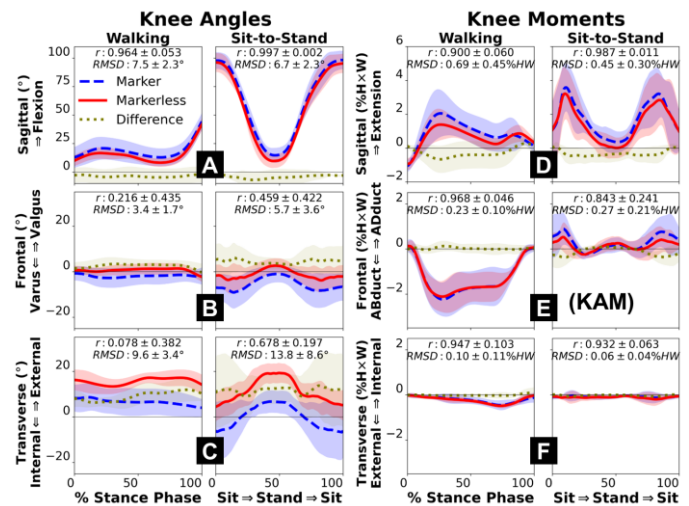 Knee Angles
Walking
Sit-to-Stand
Sagittal (°)
⇒ Flexion
100
75
50
25
0
r : 0.964 ± 0.053
RMSD : 7.5 ± 2.3°
Marker
Markerless
Difference
r : 0.997 ± 0.002
RMSD : 6.7 ± 2.3°
A
Frontal (°)
Varus ⇐ ⇒ Valgus
20
0
−20
r : 0.216 ± 0.435
RMSD : 3.4 ± 1.7°
r : 0.459 ± 0.422
RMSD : 5.7 ± 3.6°
B
Transverse (°)
Internal ⇐ ⇒ External
20
0
−20
r : 0.078 ± 0.382
RMSD : 9.6 ± 3.4°
r : 0.678 ± 0.197
RMSD : 13.8 ± 8.6°
C
0 50 100
0 50 100
% Stance Phase
Sit ⇒ Stand ⇒ Sit
Knee Moments
Walking
Sit-to-Stand
Sagittal (%H×W)
⇒ Extension
6
4
2
0
r : 0.900 ± 0.060
RMSD : 0.69 ± 0.45%HW
r : 0.987 ± 0.011
RMSD : 0.45 ± 0.30%HW
D
Frontal (%H×W)
ABduct ⇐ ⇒ ADduct
2
0
−2
r : 0.968 ± 0.046
RMSD : 0.23 ± 0.10%HW
r : 0.843 ± 0.241
RMSD : 0.27 ± 0.21%HW
E
(KAM)
Transverse (%H×W)
External ⇐ ⇒ Internal
2
0
−2
r : 0.947 ± 0.103
RMSD : 0.10 ± 0.11%HW
r : 0.932 ± 0.063
RMSD : 0.06 ± 0.04%HW
F
0 50 100
0 50 100
% Stance Phase
Sit ⇒ Stand ⇒ Sit